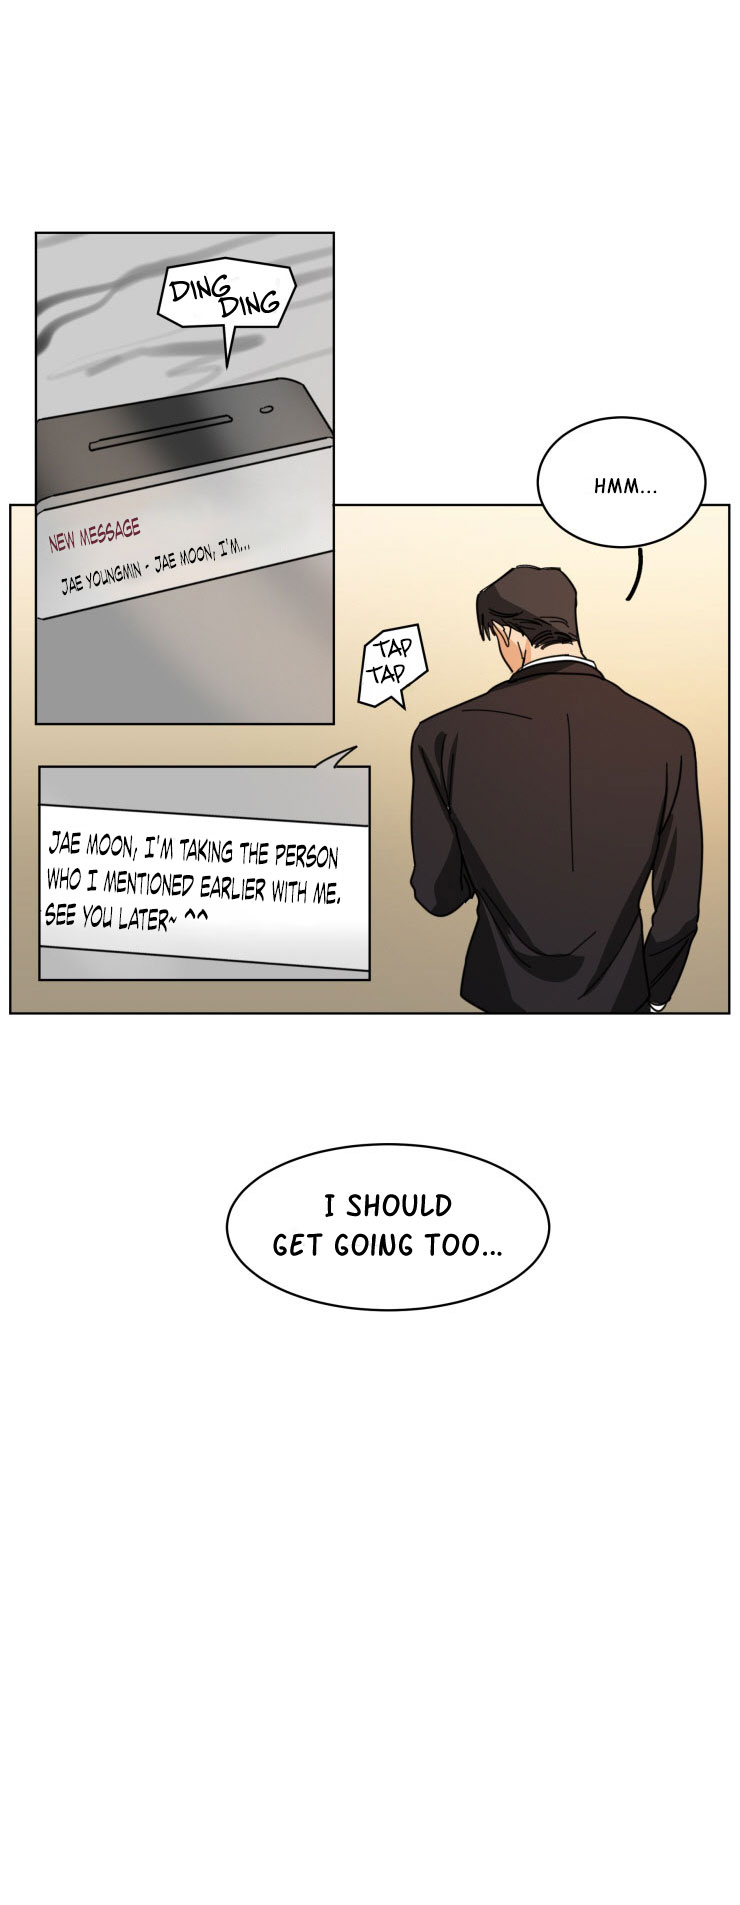 DING
DING
NEW MESSAGE
JAE YOUNGMIN - JAE MOON, I'M...
HMM...
TAP
TAP
JAE MOON, I'M TAKING THE PERSON
WHO I MENTIONED EARLIER WITH ME.
SEE YOU LATER~ ^^
I SHOULD
GET GOING TOO...